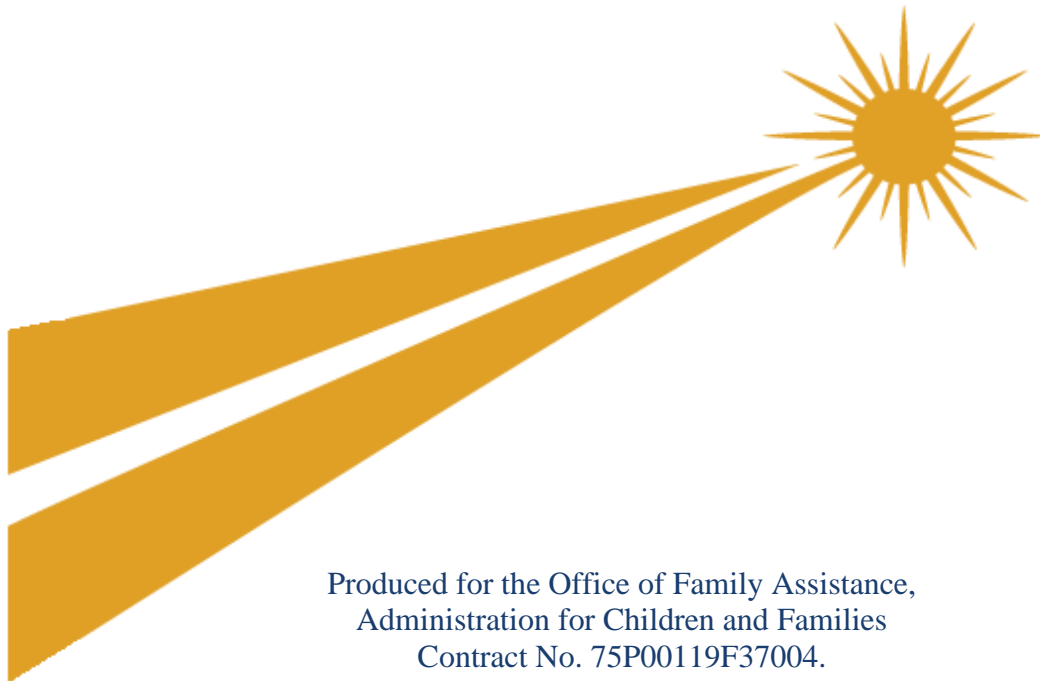 Produced for the Office of Family Assistance,
Administration for Children and Families
Contract No. 75P00119F37004.